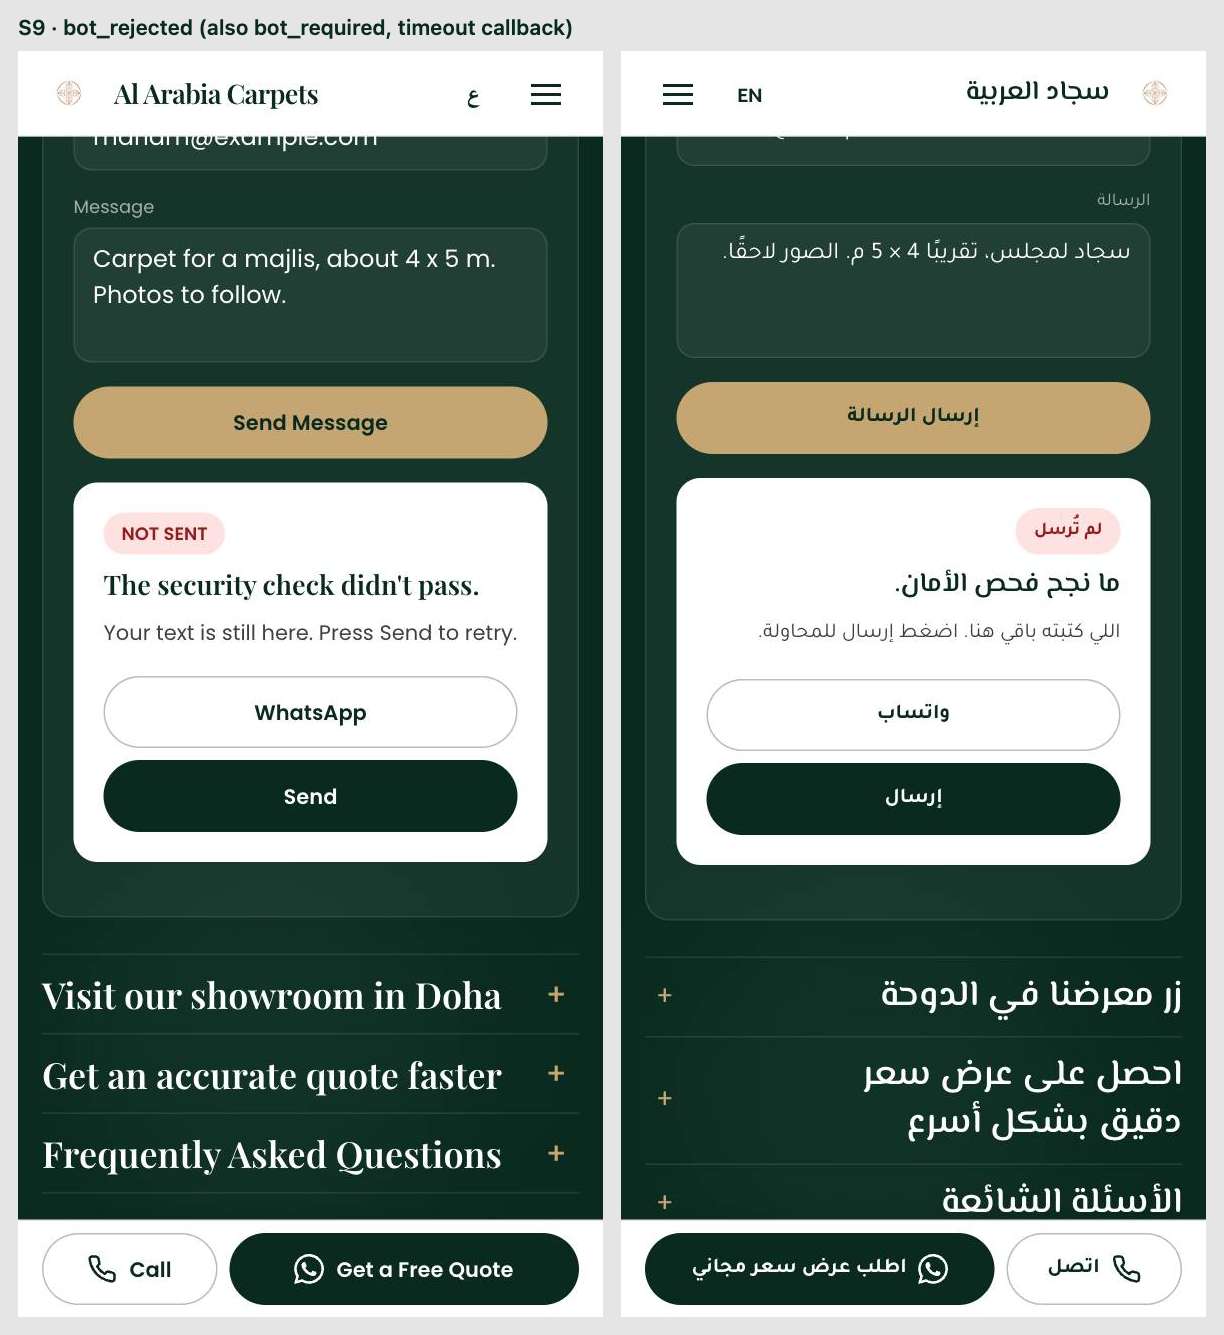 S9 · bot_rejected (also bot_required, timeout callback)
Al Arabia Carpets
ع
Message
Carpet for a majlis, about 4 x 5 m.
Photos to follow.
Send Message
NOT SENT
The security check didn't pass.
Your text is still here. Press Send to retry.
WhatsApp
Send
Visit our showroom in Doha
+
Get an accurate quote faster
+
Frequently Asked Questions
+
Call
Get a Free Quote
سجاد العربية
EN
الرسالة
سجاد لمجلس، تقريبًا 4 × 5 م. الصور لاحقًا.
إرسال الرسالة
لم تُرسل
ما نجح فحص الأمان.
اللي كتبته باقي هنا. اضغط إرسال للمحاولة.
واتساب
إرسال
زر معرضنا في الدوحة
+
احصل على عرض سعر
دقيق بشكل أسرع
+
الأسئلة الشائعة
+
اتصل
اطلب عرض سعر مجاني